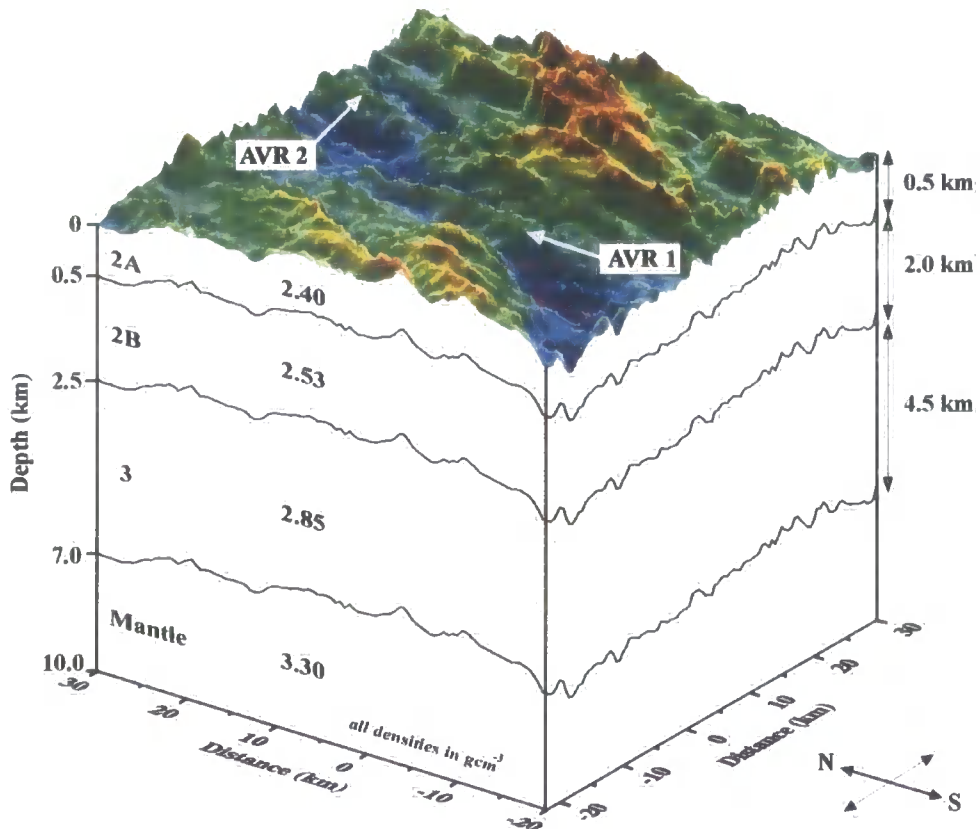 AVR 2
AVR 1
0.5 km
2.0 km
4.5 km
0
0.5
2.5
7.0
10.0
Depth (km)
2A
2.40
2B
2.53
3
2.85
Mantle
3.30
all densities in gcm-3
30
20
10
0
-10
-20
Distance (km)
-20
-10
0
10
20
30
Distance (km)
N
S